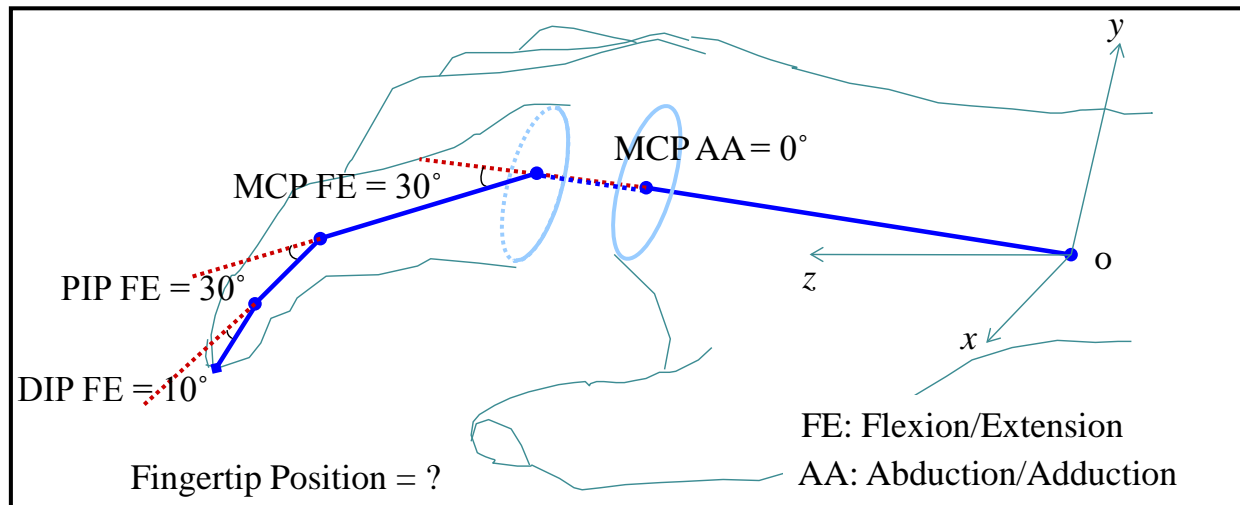 y
MCP AA = 0˚
MCP FE = 30˚
z
o
PIP FE = 30˚
x
DIP FE = 10˚
FE: Flexion/Extension
Fingertip Position = ?
AA: Abduction/Adduction